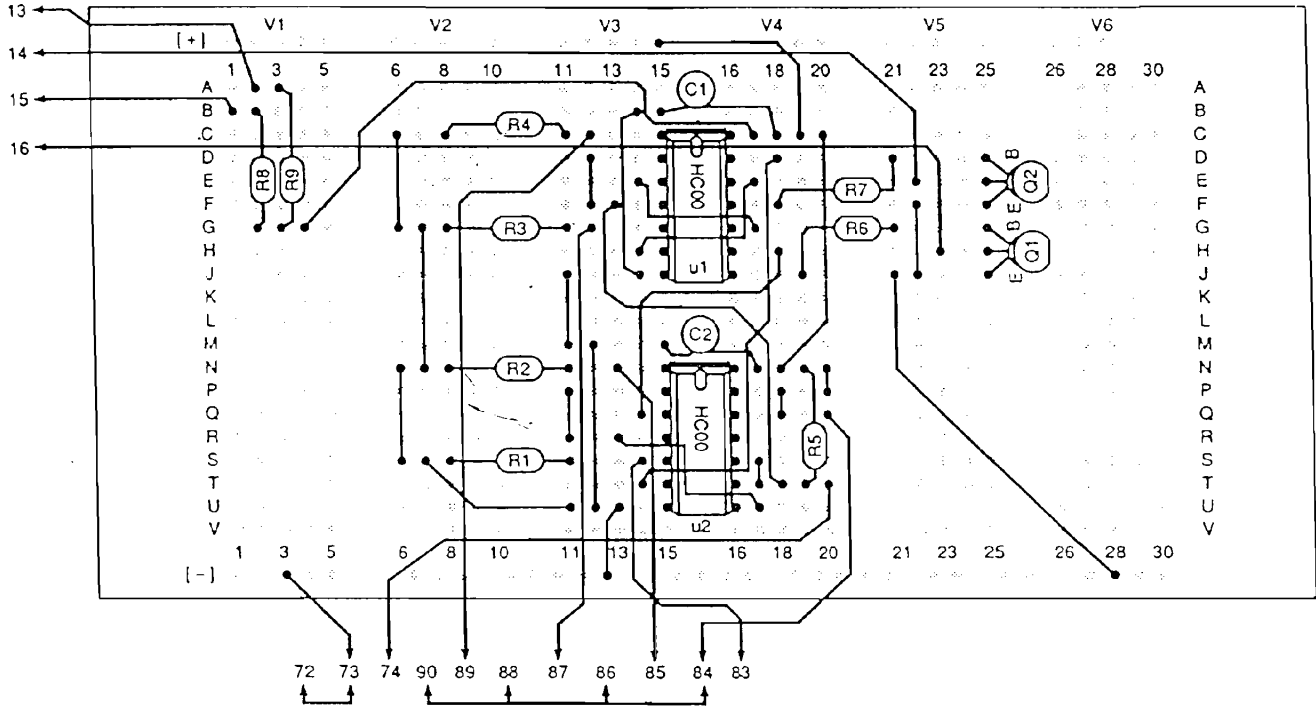 13
V1 V2 V3 V4 V5 V6
[+]
14
1 3 5 6 8 10 11 13 15 16 18 20 21 23 25 26 28 30
A A
15
B C1 B
C R4 C
16
D D
B
E R8 R9 HC00 R7 Q2 E
F F
E
G R3 R6 B G
H Q1 H
u1
J E J
K K
L L
M C2 M
N R2 N
P P
Q HC00 Q
R R5 R
S R1 S
T T
U U
u2
V V
1 3 5 6 8 10 11 13 15 16 18 20 21 23 25 26 28 30
[-]
72 73 74 90 89 88 87 86 85 84 83